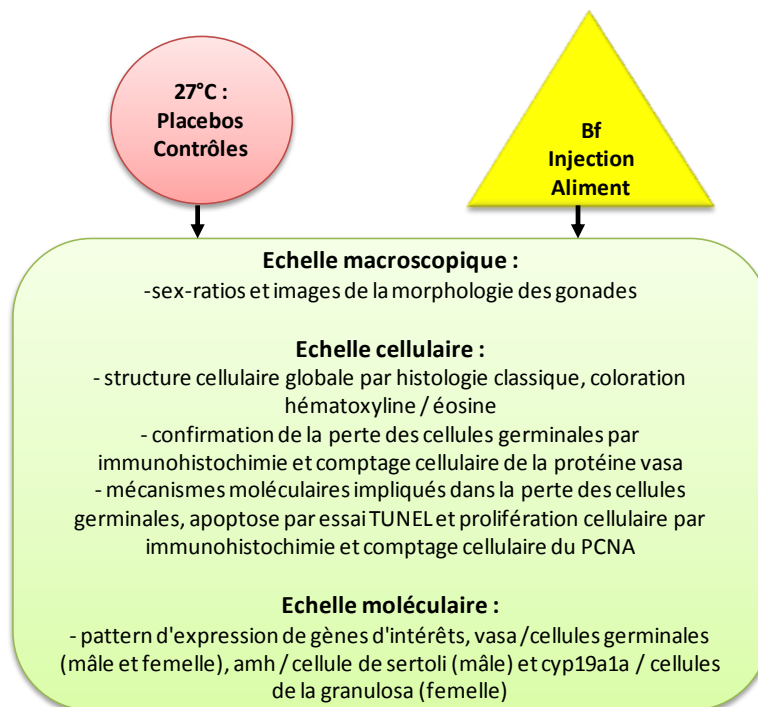 27°C :
Placebos
Contrôles
Bf
Injection
Aliment
Echelle macroscopique :
-sex-ratios et images de la morphologie des gonades
Echelle cellulaire :
- structure cellulaire globale par histologie classique, coloration
hématoxyline / éosine
- confirmation de la perte des cellules germinales par
immunohistochimie et comptage cellulaire de la protéine vasa
- mécanismes moléculaires impliqués dans la perte des cellules
germinales, apoptose par essai TUNEL et prolifération cellulaire par
immunohistochimie et comptage cellulaire du PCNA
Echelle moléculaire :
- pattern d'expression de gènes d'intérêts, vasa /cellules germinales
(mâle et femelle), amh / cellule de sertoli (mâle) et cyp19a1a / cellules
de la granulosa (femelle)